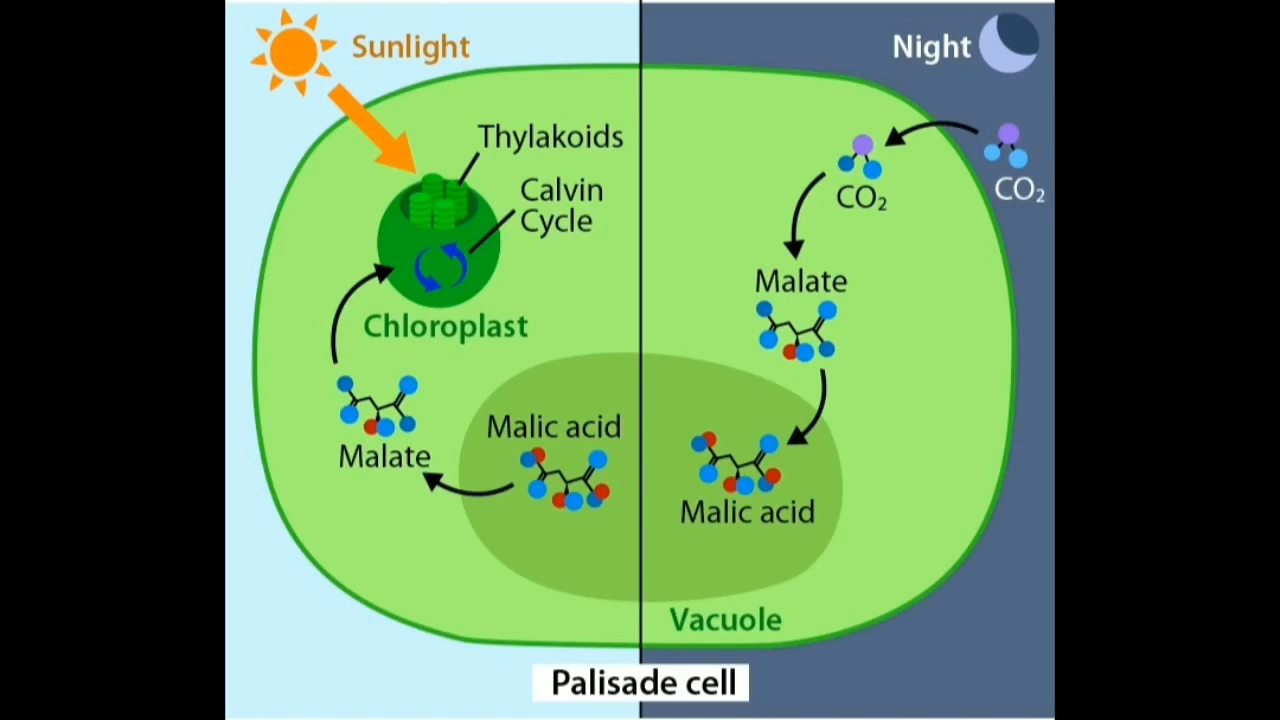 Sunlight
Thylakoids
Calvin
Cycle
Chloroplast
Malate
Malic acid
Night
CO₂
CO₂
Malate
Malic acid
Vacuole
Palisade cell